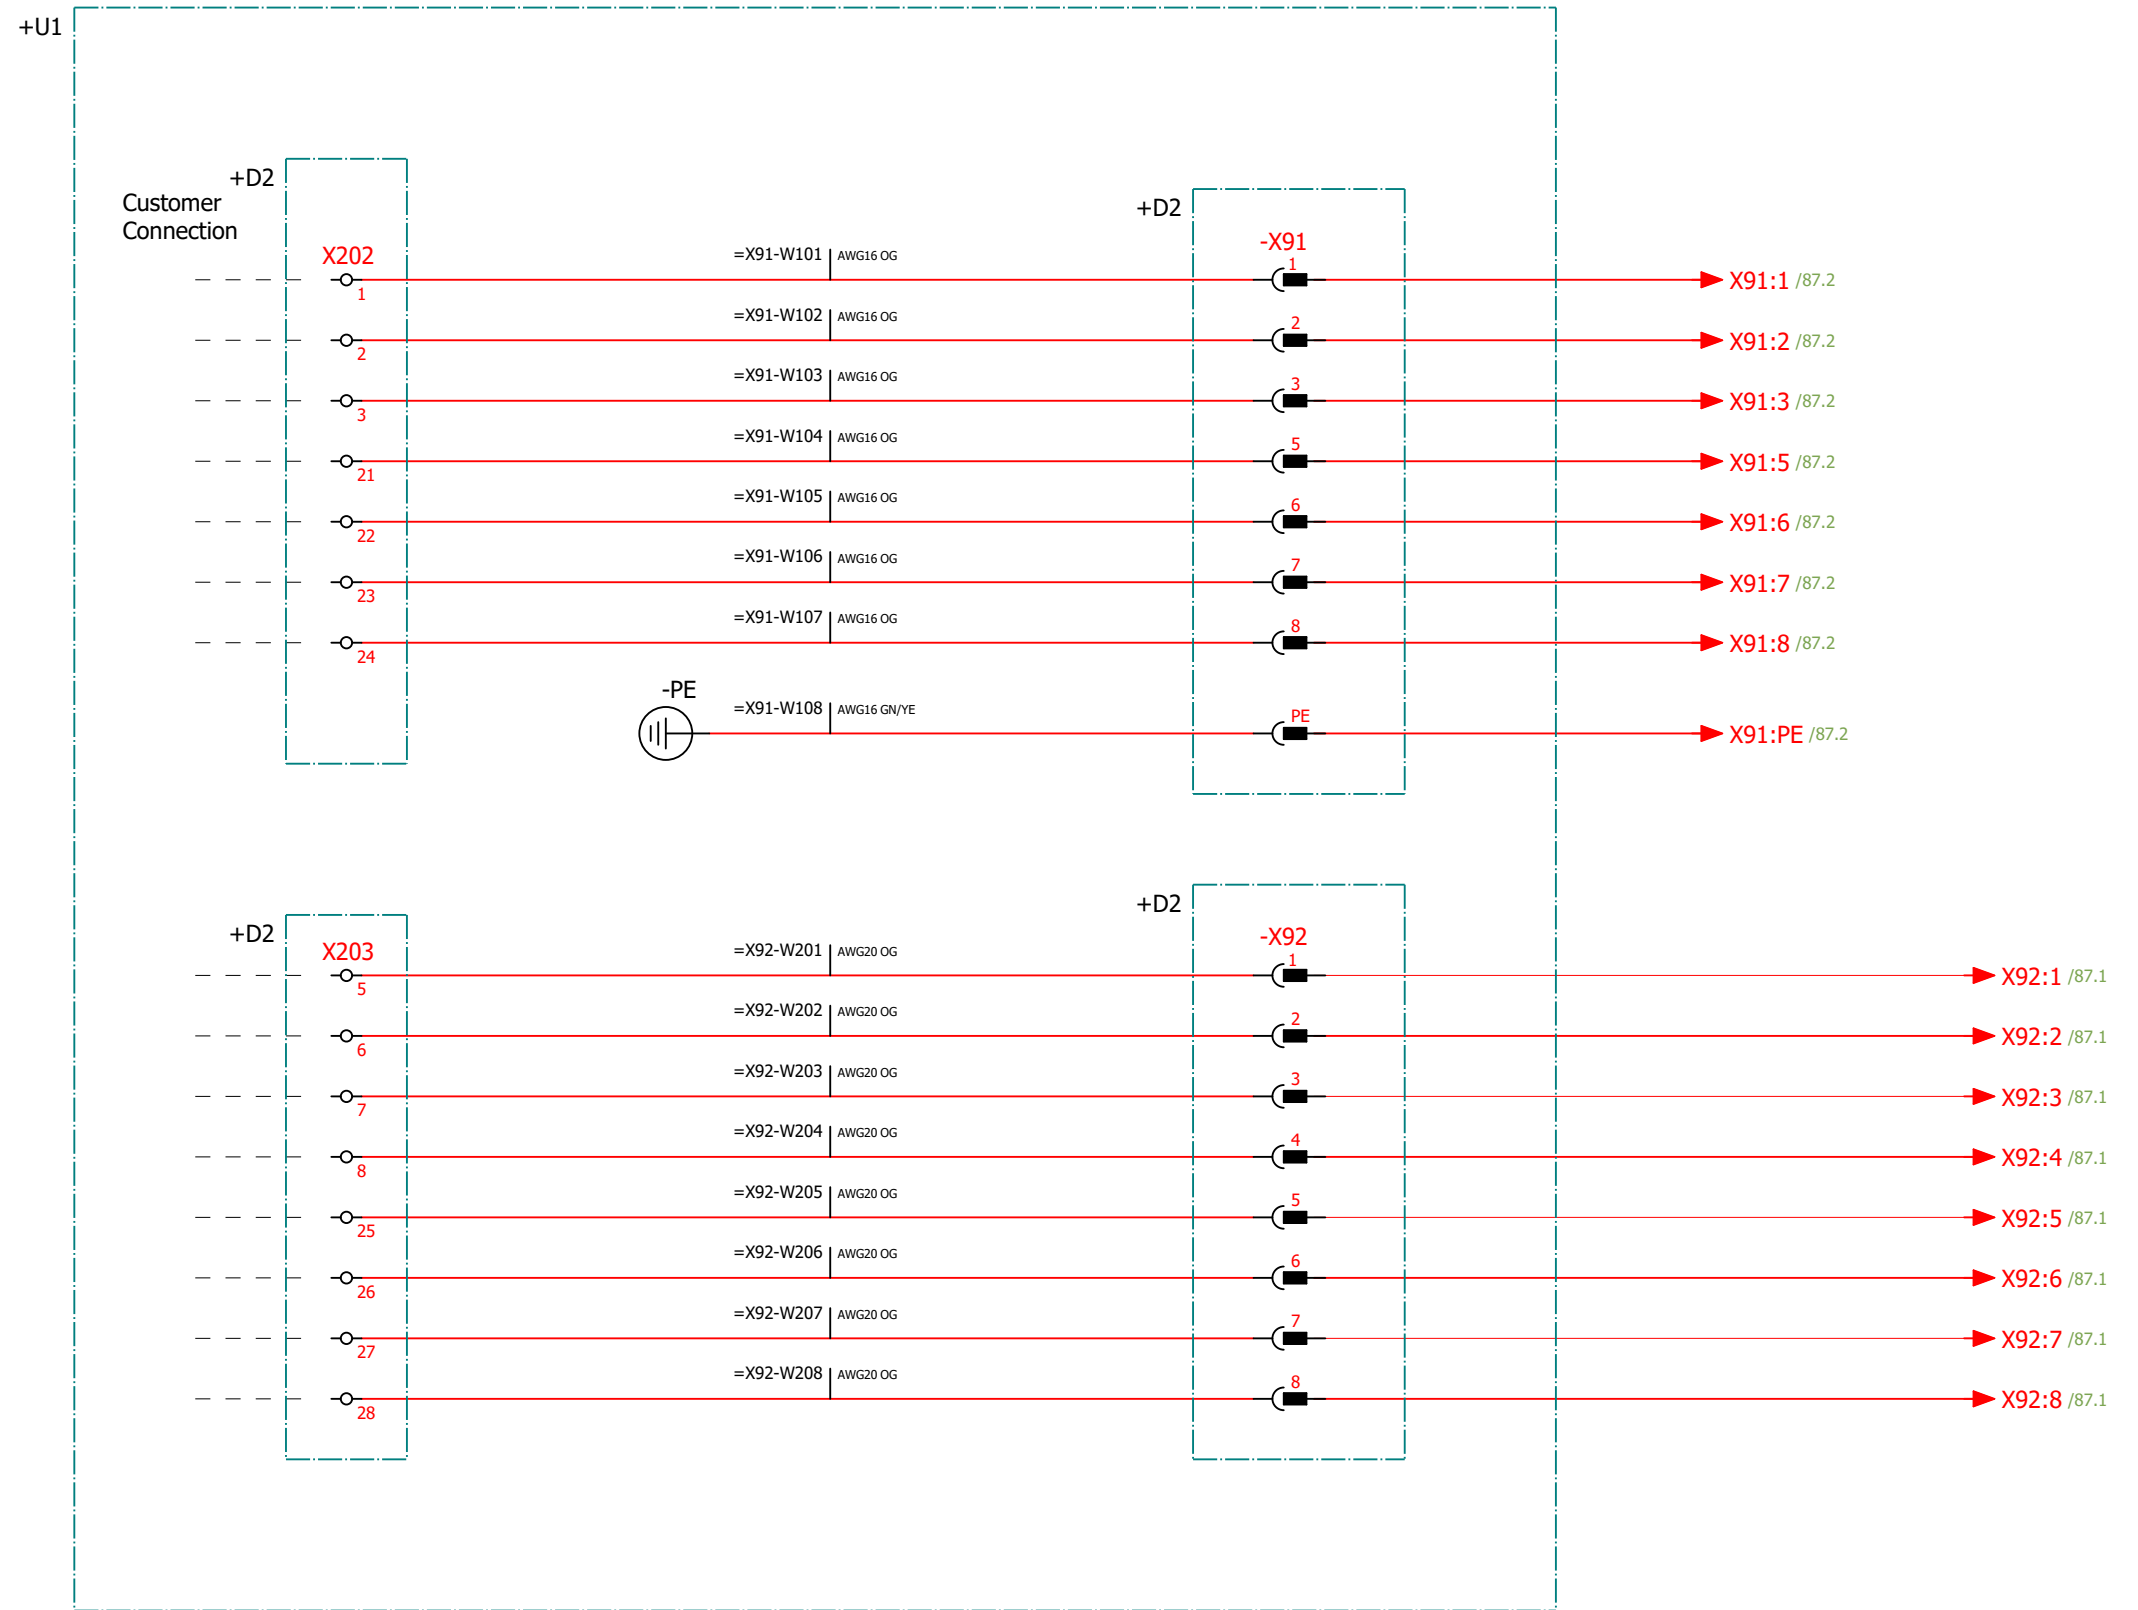 +U1
+D2
Customer
Connection
+D2
X202
-X91
=X91-W101 AWG16 OG
1
1
X91:1 /87.2
=X91-W102 AWG16 OG
2
2
X91:2 /87.2
=X91-W103 AWG16 OG
3
3
X91:3 /87.2
=X91-W104 AWG16 OG
5
21
X91:5 /87.2
=X91-W105 AWG16 OG
6
22
X91:6 /87.2
=X91-W106 AWG16 OG
7
23
X91:7 /87.2
=X91-W107 AWG16 OG
8
24
X91:8 /87.2
-PE
=X91-W108 AWG16 GN/YE
PE
X91:PE /87.2
+D2
+D2
X203
-X92
=X92-W201 AWG20 OG
1
5
X92:1 /87.1
=X92-W202 AWG20 OG
2
6
X92:2 /87.1
=X92-W203 AWG20 OG
3
7
X92:3 /87.1
=X92-W204 AWG20 OG
4
8
X92:4 /87.1
=X92-W205 AWG20 OG
5
25
X92:5 /87.1
=X92-W206 AWG20 OG
6
26
X92:6 /87.1
=X92-W207 AWG20 OG
7
27
X92:7 /87.1
=X92-W208 AWG20 OG
8
28
X92:8 /87.1